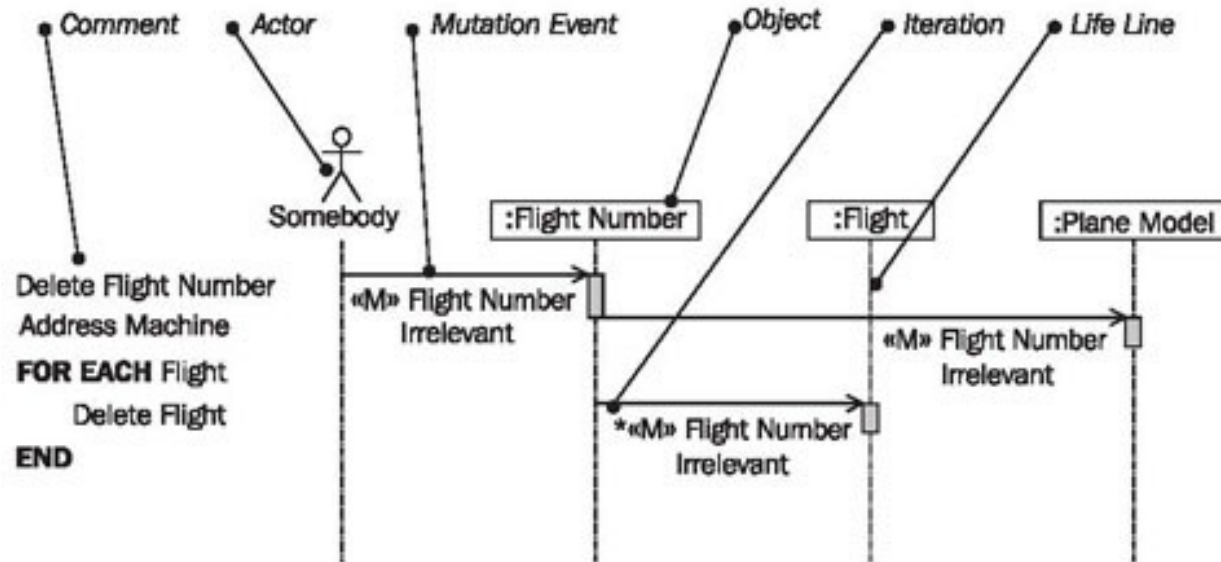 Comment Actor Mutation Event Object Iteration Life Line
Somebody
:Flight Number :Flight :Plane Model
Delete Flight Number
«M» Flight Number
Irrelevant
Address Machine
«M» Flight Number
Irrelevant
FOR EACH Flight
Delete Flight
*«M» Flight Number
Irrelevant
END